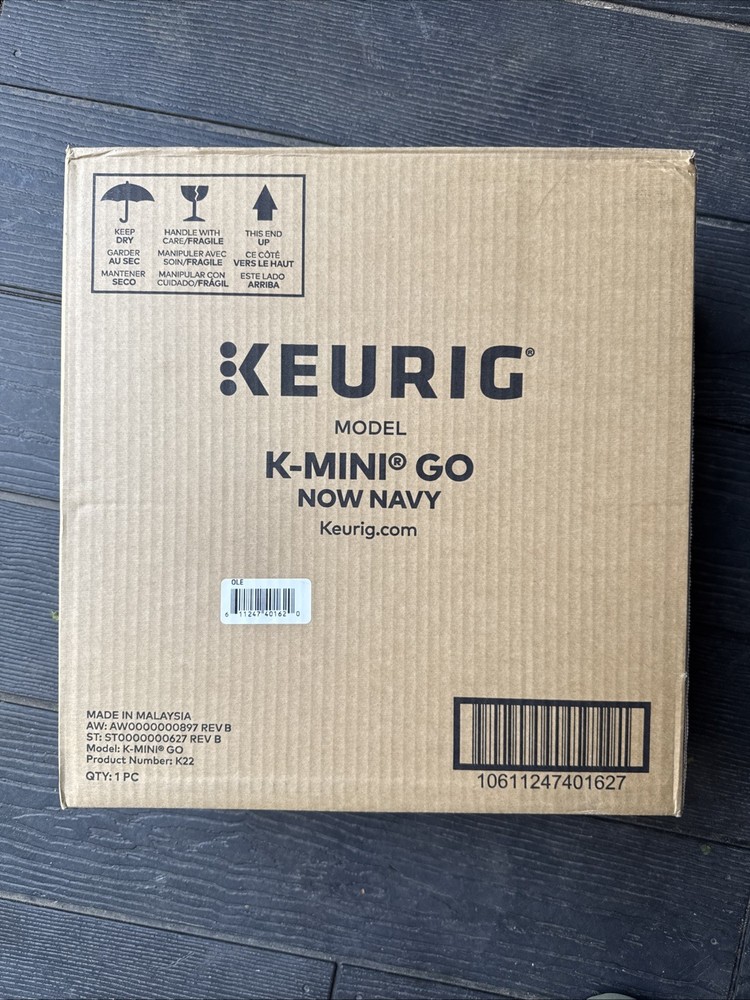 KEEP
DRY
GARDER
AU SEC
MANTENER
SECO
HANDLE WITH
CARE/FRAGILE
MANIPULER AVEC
SOIN/FRAGILE
MANIPULAR CON
CUIDADO/FRÁGIL
THIS END
UP
CE CÔTÉ
VERS LE HAUT
ESTE LADO
ARRIBA
KEURIG®
MODEL
K-MINI® GO
NOW NAVY
Keurig.com
OLE
6 11247 40162 0
MADE IN MALAYSIA
AW: AW0000000897 REV B
ST: ST0000000627 REV B
Model: K-MINI® GO
Product Number: K22
QTY: 1 PC
10611247401627